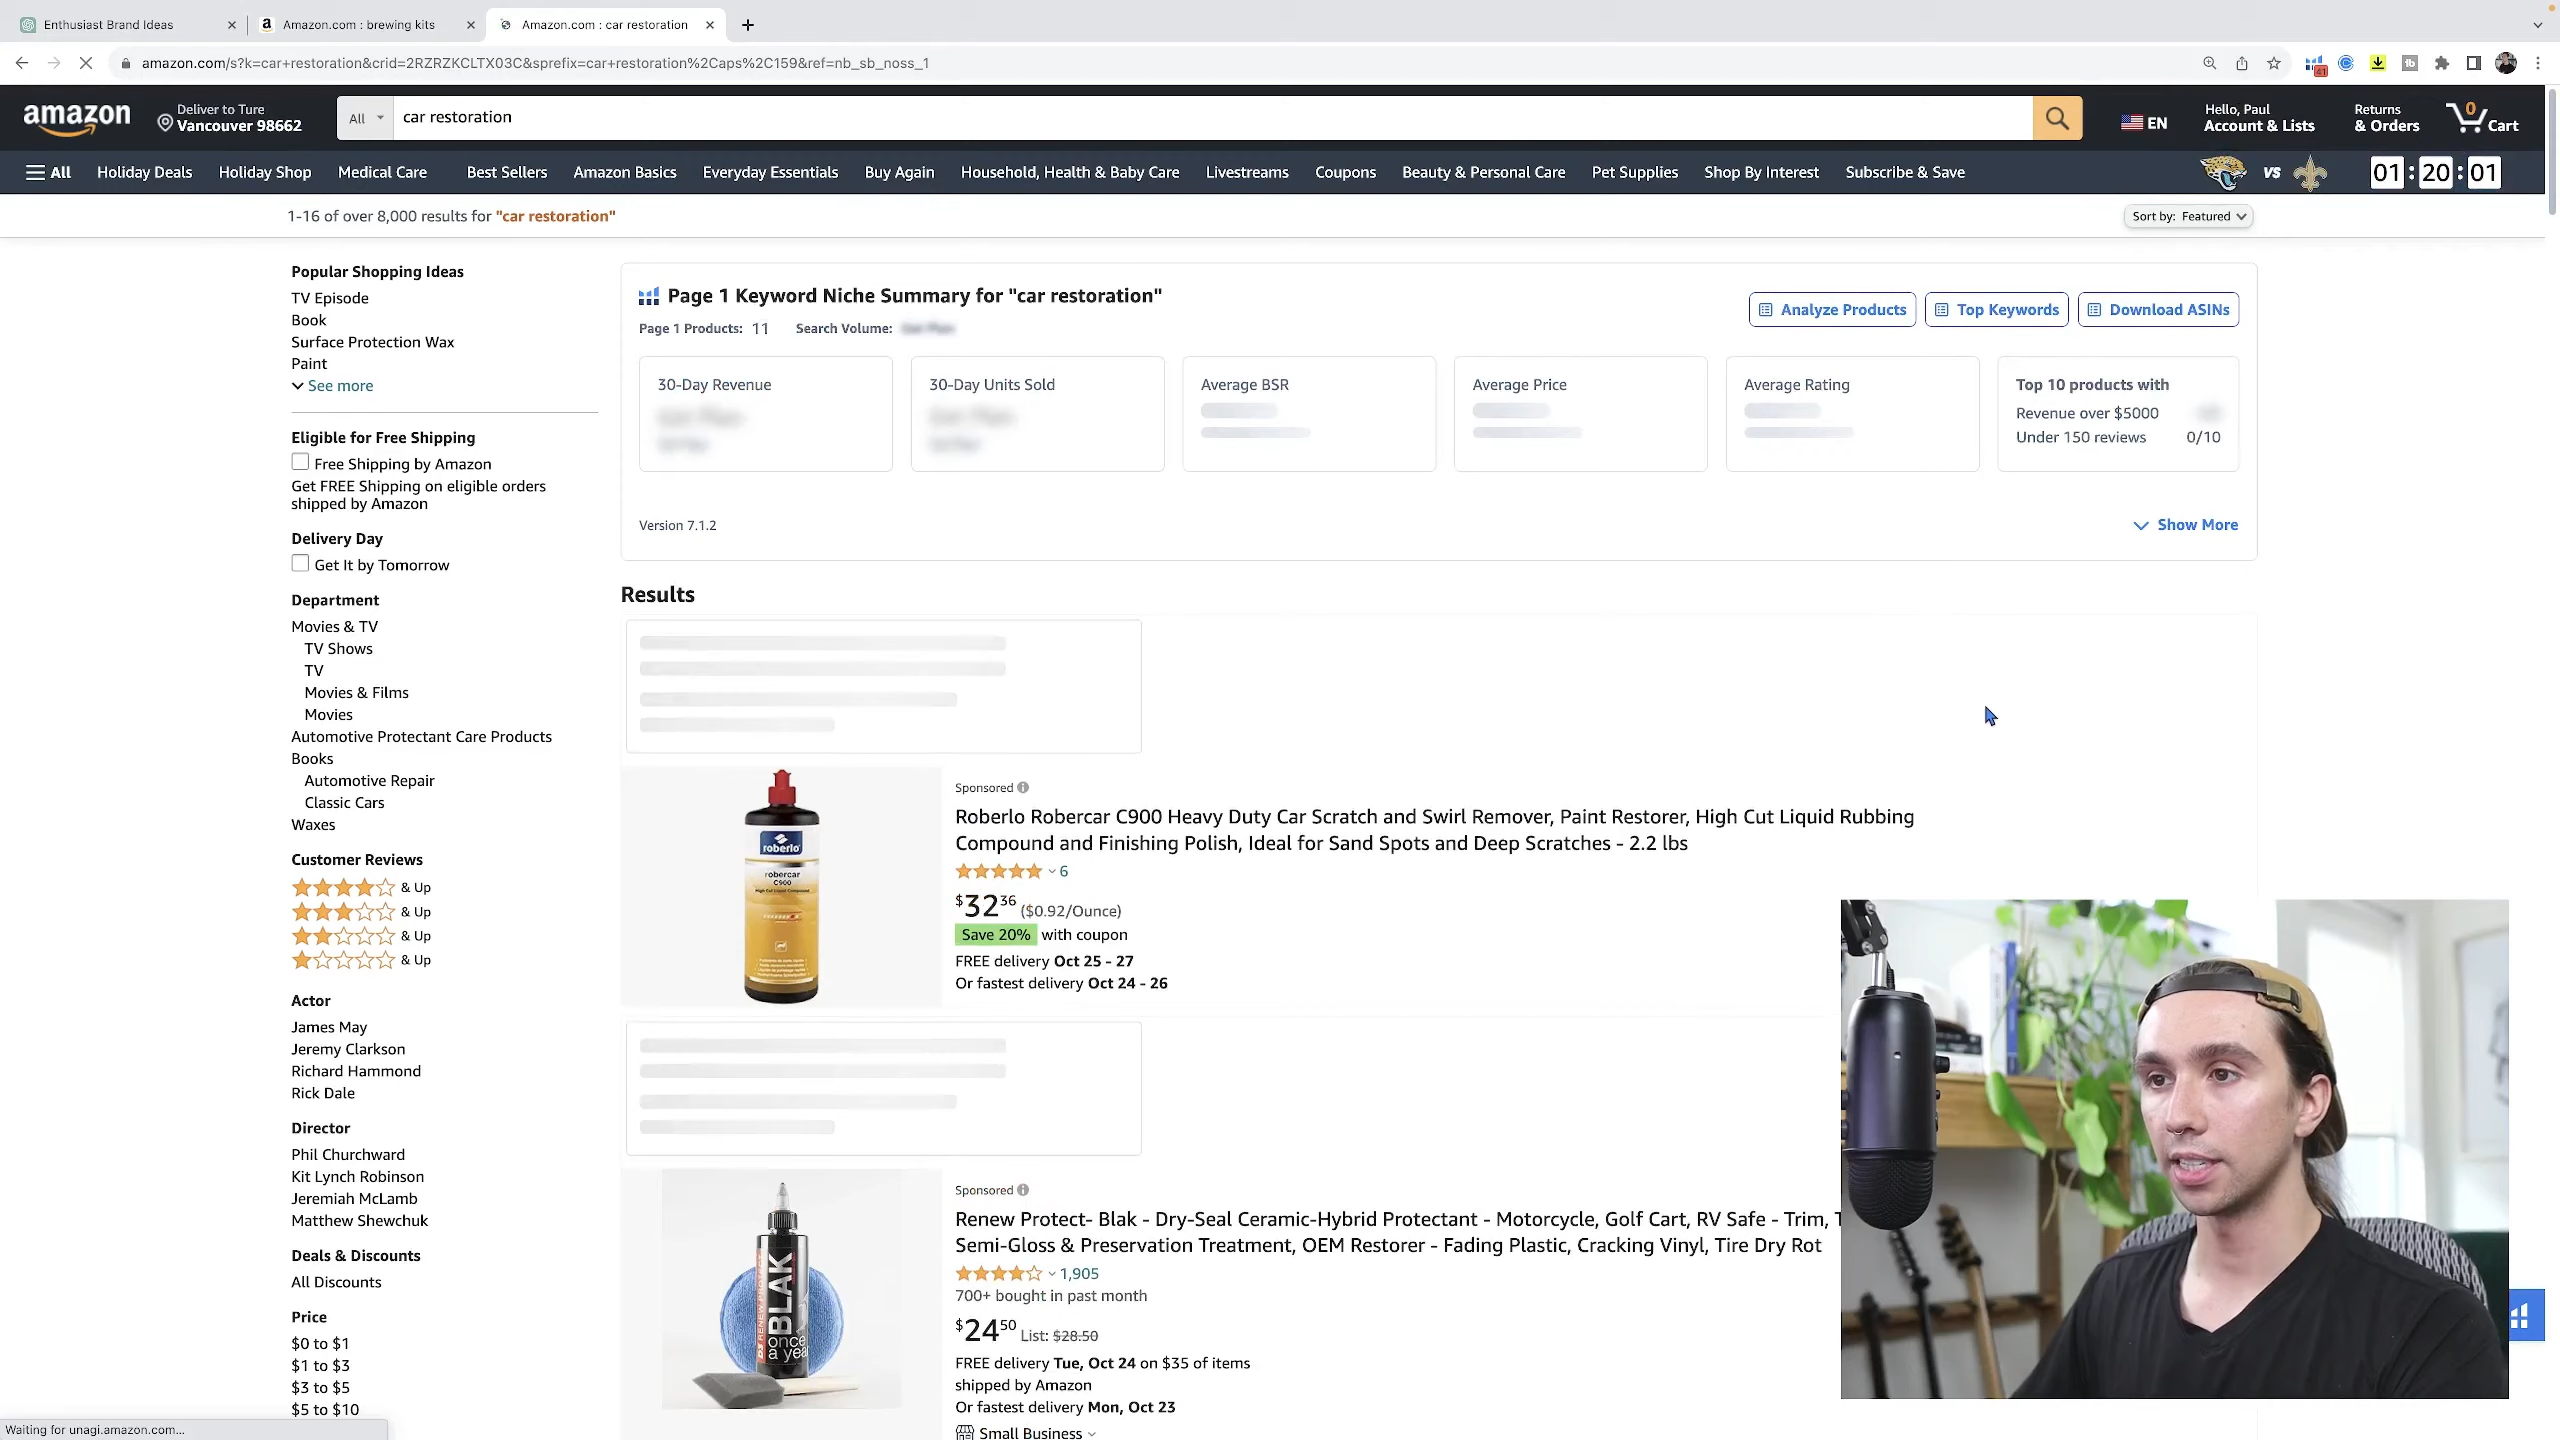 Enthusiast Brand Ideas
Amazon.com : brewing kits
Amazon.com : car restoration
amazon.com/s?k=car+restoration&crid=2RZRZKCLTX03C&sprefix=car+restoration%2Caps%2C159&ref=nb_sb_noss_1
41
amazon
Deliver to Ture
Vancouver 98662
All
car restoration
EN
Hello, Paul
Account & Lists
Returns
& Orders
0
Cart
All
Holiday Deals
Holiday Shop
Medical Care
Best Sellers
Amazon Basics
Everyday Essentials
Buy Again
Household, Health & Baby Care
Livestreams
Coupons
Beauty & Personal Care
Pet Supplies
Shop By Interest
Subscribe & Save
VS
01 : 20 : 01
1-16 of over 8,000 results for "car restoration"
Sort by: Featured
Popular Shopping Ideas
TV Episode
Book
Surface Protection Wax
Paint
See more
Eligible for Free Shipping
Free Shipping by Amazon
Get FREE Shipping on eligible orders
shipped by Amazon
Delivery Day
Get It by Tomorrow
Department
Movies & TV
TV Shows
TV
Movies & Films
Movies
Automotive Protectant Care Products
Books
Automotive Repair
Classic Cars
Waxes
Customer Reviews
& Up
& Up
& Up
& Up
Actor
James May
Jeremy Clarkson
Richard Hammond
Rick Dale
Director
Phil Churchward
Kit Lynch Robinson
Jeremiah McLamb
Matthew Shewchuk
Deals & Discounts
All Discounts
Price
$0 to $1
$1 to $3
$3 to $5
$5 to $10
Waiting for unagi.amazon.com...
Page 1 Keyword Niche Summary for "car restoration"
Page 1 Products: 11
Search Volume:
Analyze Products
Top Keywords
Download ASINs
30-Day Revenue
30-Day Units Sold
Average BSR
Average Price
Average Rating
Top 10 products with
Revenue over $5000
Under 150 reviews 0/10
Version 7.1.2
Show More
Results
roberlo
robercar
C900
Sponsored
Roberlo Robercar C900 Heavy Duty Car Scratch and Swirl Remover, Paint Restorer, High Cut Liquid Rubbing
Compound and Finishing Polish, Ideal for Sand Spots and Deep Scratches - 2.2 lbs
6
$32 36 ($0.92/Ounce)
Save 20% with coupon
FREE delivery Oct 25 - 27
Or fastest delivery Oct 24 - 26
BLAK
once
a yea
Sponsored
Renew Protect- Blak - Dry-Seal Ceramic-Hybrid Protectant - Motorcycle, Golf Cart, RV Safe - Trim,
Semi-Gloss & Preservation Treatment, OEM Restorer - Fading Plastic, Cracking Vinyl, Tire Dry Rot
1,905
700+ bought in past month
$24 50 List: $28.50
FREE delivery Tue, Oct 24 on $35 of items
shipped by Amazon
Or fastest delivery Mon, Oct 23
Small Business